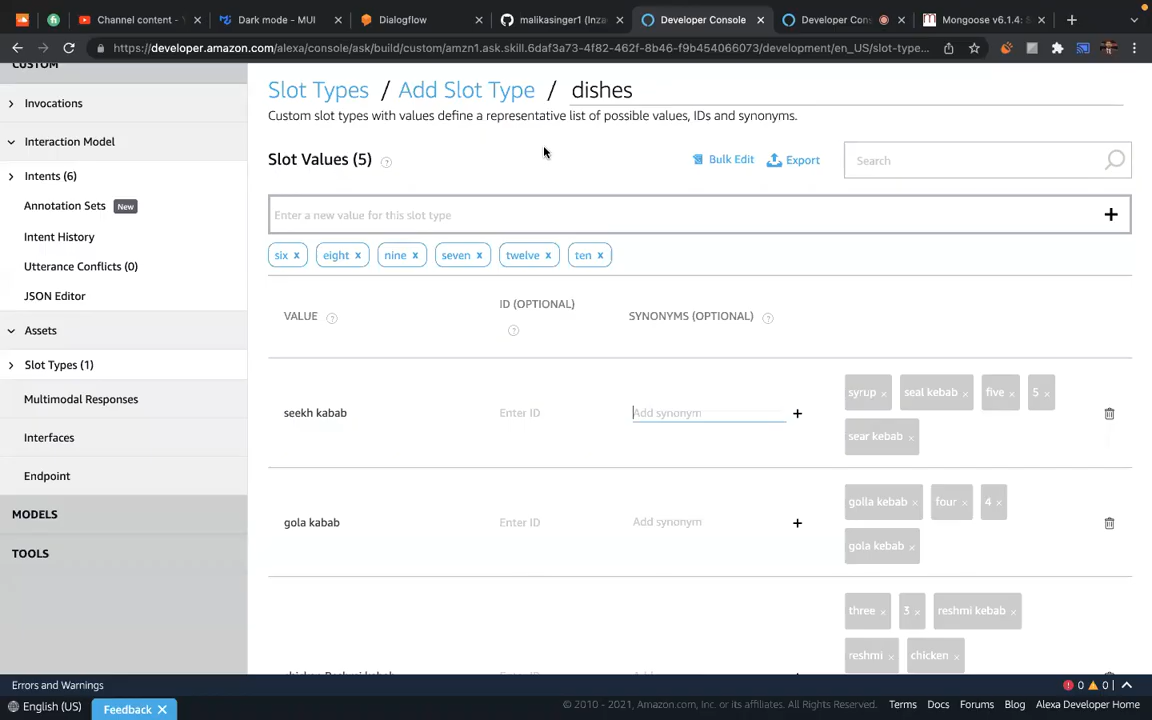 Channel content - Y
Dark mode - MUI
Dialogflow
malikasinger1 (Inza
Developer Console
Developer Con
Mongoose v6.1.4: S
https://developer.amazon.com/alexa/console/ask/build/custom/amzn1.ask.skill.6daf3a73-4f82-462f-8b46-f9b454066073/development/en_US/slot-type...
CUSTOM
Invocations
Interaction Model
Intents (6)
Annotation Sets New
Intent History
Utterance Conflicts (0)
JSON Editor
Assets
Slot Types (1)
Multimodal Responses
Interfaces
Endpoint
MODELS
TOOLS
Slot Types / Add Slot Type / dishes
Custom slot types with values define a representative list of possible values, IDs and synonyms.
Slot Values (5) ?
Bulk Edit
Export
Search
Enter a new value for this slot type +
six x eight x nine x seven x twelve x ten x
VALUE ? ID (OPTIONAL) ? SYNONYMS (OPTIONAL) ?
seekh kabab Enter ID Add synonym + syrup × seal kebab × five × 5 ×
sear kebab ×
gola kabab Enter ID Add synonym + golla kebab × four × 4 ×
gola kebab ×
three × 3 × reshmi kebab ×
reshmi × chicken ×
Errors and Warnings
0 0
English (US)
Feedback ✕
© 2010 - 2021, Amazon.com, Inc. or its affiliates. All Rights Reserved.
Terms Docs Forums Blog Alexa Developer Home